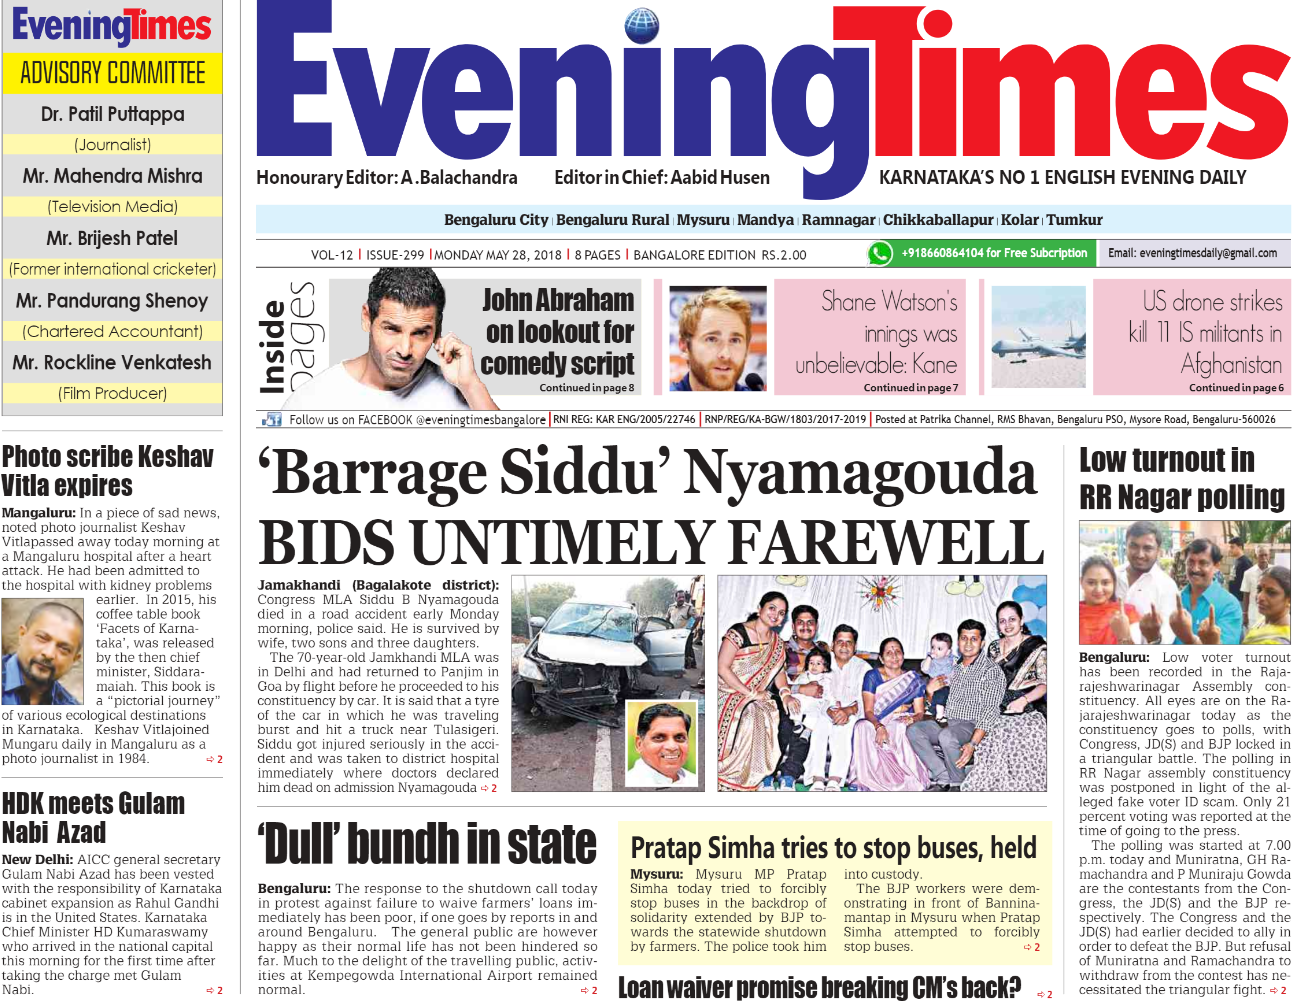 EveningTimes
ADVISORY COMMITTEE
Dr. Patil Puttappa
(Journalist)
Mr. Mahendra Mishra
(Television Media)
Mr. Brijesh Patel
(Former international cricketer)
Mr. Pandurang Shenoy
(Chartered Accountant)
Mr. Rockline Venkatesh
(Film Producer)
EveningTimes
Honourary Editor: A .Balachandra
Editor in Chief: Aabid Husen
KARNATAKA'S NO 1 ENGLISH EVENING DAILY
Bengaluru City | Bengaluru Rural | Mysuru | Mandya | Ramnagar | Chikkaballapur | Kolar | Tumkur
VOL-12 | ISSUE-299 | MONDAY MAY 28, 2018 | 8 PAGES | BANGALORE EDITION RS.2.00
+918660864104 for Free Subcription
Email: eveningtimesdaily@gmail.com
Inside
pages
John Abraham
on lookout for
comedy script
Continued in page 8
Shane Watson's
innings was
unbelievable: Kane
Continued in page 7
US drone strikes
kill 11 IS militants in
Afghanistan
Continued in page 6
Follow us on FACEBOOK @eveningtimesbangalore | RNI REG: KAR ENG/2005/22746 | RNP/REG/KA-BGW/1803/2017-2019 | Posted at Patrika Channel, RMS Bhavan, Bengaluru PSO, Mysore Road, Bengaluru-560026
Photo scribe Keshav
Vitla expires
Mangaluru: In a piece of sad news,
noted photo journalist Keshav
Vitlapassed away today morning at
a Mangaluru hospital after a heart
attack. He had been admitted to
the hospital with kidney problems
earlier. In 2015, his
coffee table book
'Facets of Karna-
taka', was released
by the then chief
minister, Siddara-
maiah. This book is
a "pictorial journey"
of various ecological destinations
in Karnataka. Keshav Vitlajoined
Mungaru daily in Mangaluru as a
photo journalist in 1984. ⇨ 2
HDK meets Gulam
Nabi Azad
New Delhi: AICC general secretary
Gulam Nabi Azad has been vested
with the responsibility of Karnataka
cabinet expansion as Rahul Gandhi
is in the United States. Karnataka
Chief Minister HD Kumaraswamy
who arrived in the national capital
this morning for the first time after
taking the charge met Gulam
Nabi. ⇨ 2
'Barrage Siddu' Nyamagouda
BIDS UNTIMELY FAREWELL
Jamakhandi (Bagalakote district):
Congress MLA Siddu B Nyamagouda
died in a road accident early Monday
morning, police said. He is survived by
wife, two sons and three daughters.
The 70-year-old Jamkhandi MLA was
in Delhi and had returned to Panjim in
Goa by flight before he proceeded to his
constituency by car. It is said that a tyre
of the car in which he was traveling
burst and hit a truck near Tulasigeri.
Siddu got injured seriously in the acci-
dent and was taken to district hospital
immediately where doctors declared
him dead on admission Nyamagouda ⇨ 2
'Dull' bundh in state
Bengaluru: The response to the shutdown call today
in protest against failure to waive farmers' loans im-
mediately has been poor, if one goes by reports in and
around Bengaluru. The general public are however
happy as their normal life has not been hindered so
far. Much to the delight of the travelling public, activ-
ities at Kempegowda International Airport remained
normal. ⇨ 2
Pratap Simha tries to stop buses, held
Mysuru: Mysuru MP Pratap
Simha today tried to forcibly
stop buses in the backdrop of
solidarity extended by BJP to-
wards the statewide shutdown
by farmers. The police took him
into custody.
The BJP workers were dem-
onstrating in front of Bannina-
mantap in Mysuru when Pratap
Simha attempted to forcibly
stop buses. ⇨ 2
Loan waiver promise breaking CM's back? ⇨ 2
Low turnout in
RR Nagar polling
Bengaluru: Low voter turnout
has been recorded in the Raja-
rajeshwarinagar Assembly con-
stituency. All eyes are on the Ra-
jarajeshwarinagar today as the
constituency goes to polls, with
Congress, JD(S) and BJP locked in
a triangular battle. The polling in
RR Nagar assembly constituency
was postponed in light of the al-
leged fake voter ID scam. Only 21
percent voting was reported at the
time of going to the press.
The polling was started at 7.00
p.m. today and Muniratna, GH Ra-
machandra and P Muniraju Gowda
are the contestants from the Con-
gress, the JD(S) and the BJP re-
spectively. The Congress and the
JD(S) had earlier decided to ally in
order to defeat the BJP. But refusal
of Muniratna and Ramachandra to
withdraw from the contest has ne-
cessitated the triangular fight. ⇨ 2